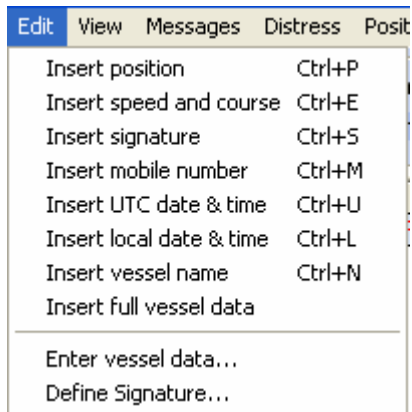 Edit View Messages Distress Posit
Insert position Ctrl+P
Insert speed and course Ctrl+E
Insert signature Ctrl+S
Insert mobile number Ctrl+M
Insert UTC date & time Ctrl+U
Insert local date & time Ctrl+L
Insert vessel name Ctrl+N
Insert full vessel data
Enter vessel data...
Define Signature...